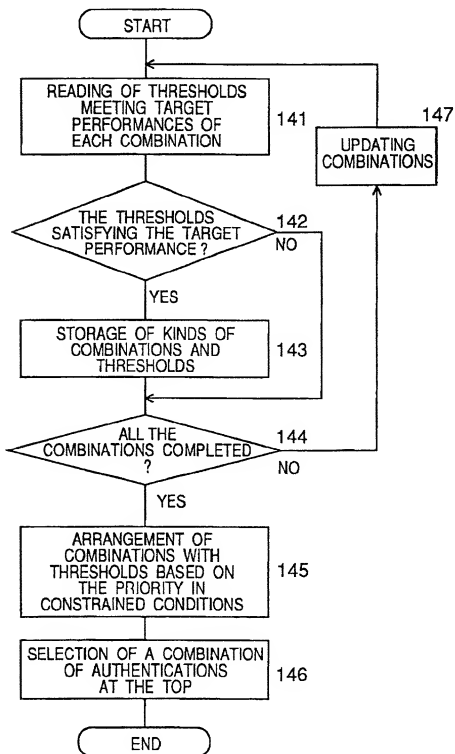 START
READING OF THRESHOLDS
MEETING TARGET
PERFORMANCES OF
EACH COMBINATION
141
147
UPDATING
COMBINATIONS
THE THRESHOLDS
SATISFYING THE TARGET
PERFORMANCE ?
142
NO
YES
STORAGE OF KINDS OF
COMBINATIONS AND
THRESHOLDS
143
ALL THE
COMBINATIONS COMPLETED
?
144
NO
YES
ARRANGEMENT OF
COMBINATIONS WITH
THRESHOLDS BASED ON
THE PRIORITY IN
CONSTRAINED CONDITIONS
145
SELECTION OF A COMBINATION
OF AUTHENTICATIONS
AT THE TOP
146
END